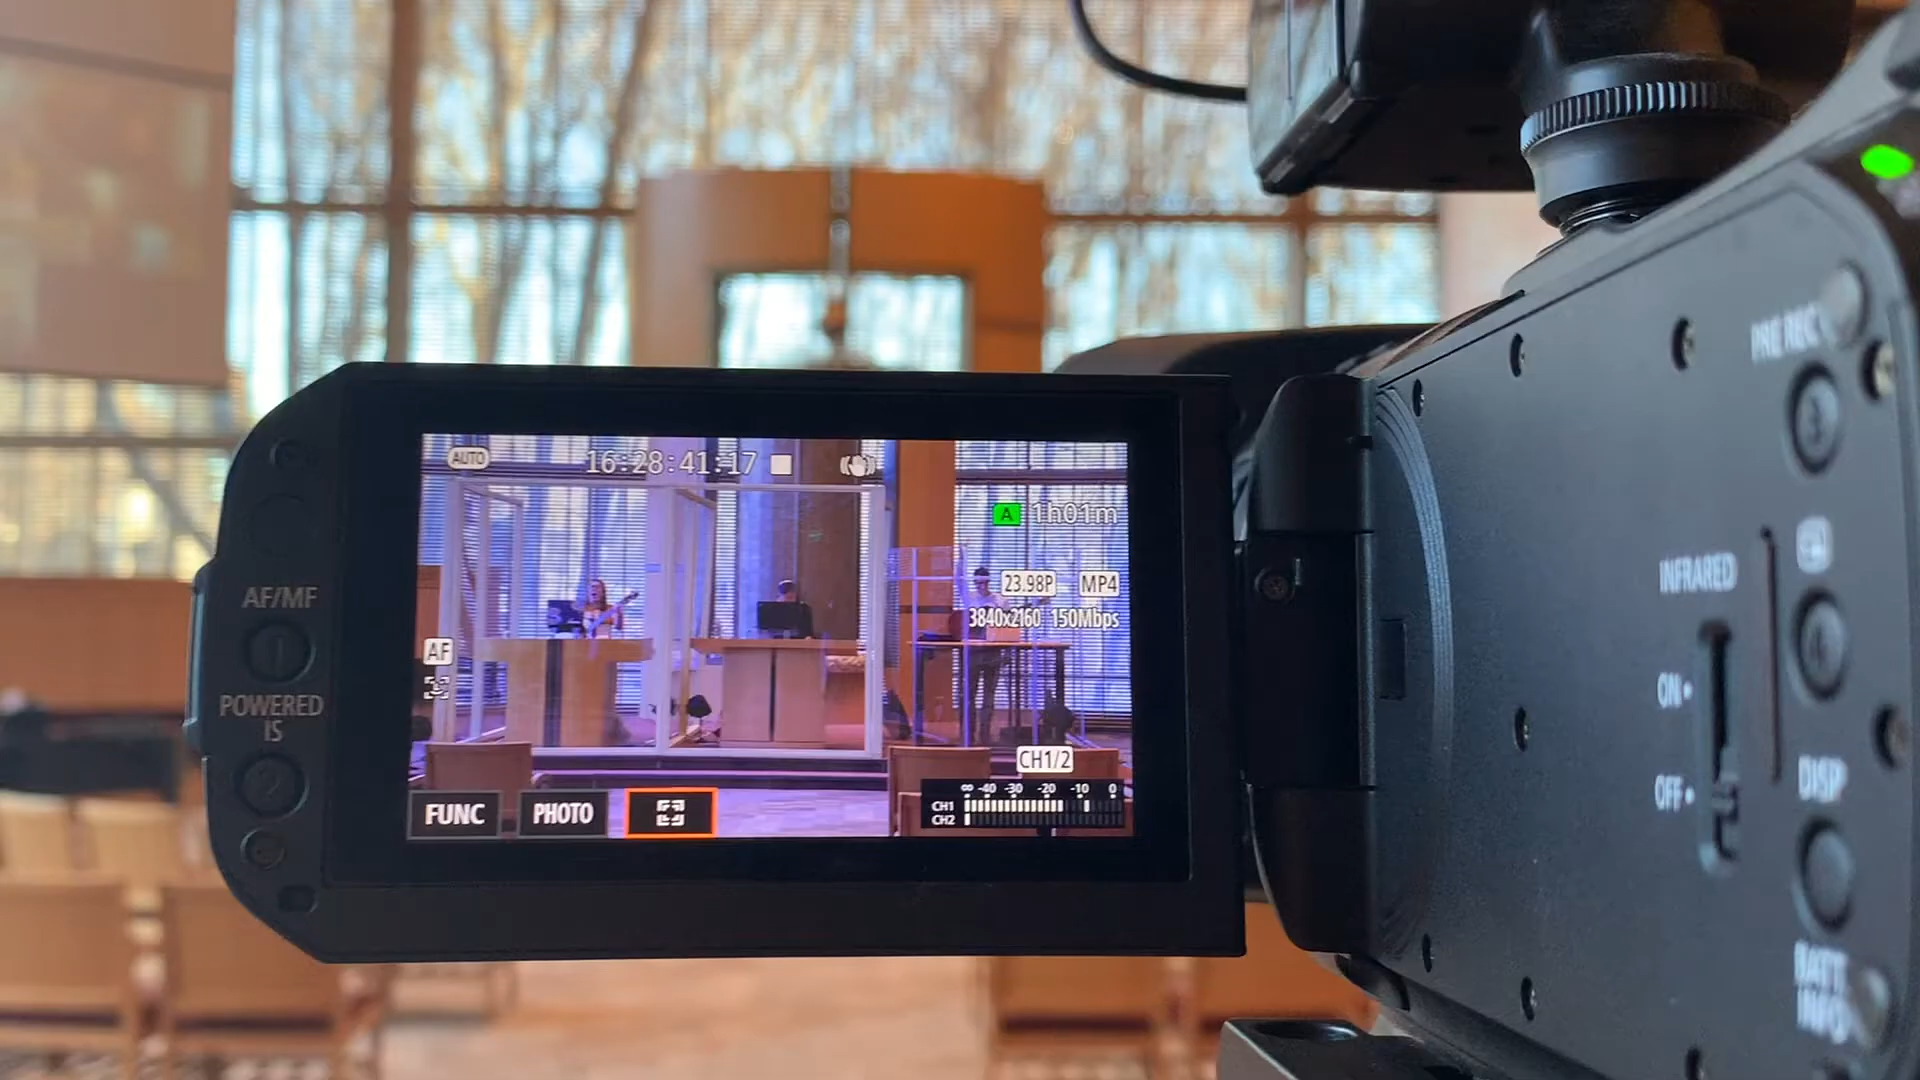 AUTO
16:28:41:17
A 1h01m
23.98P MP4
3840x2160 150Mbps
AF
CH1/2
∞ -40 -30 -20 -10 0
CH1
CH2
FUNC
PHOTO
AF/MF
1
POWERED
IS
2
PRE REC
3
INFRARED
4
ON
OFF
DISP
BATT
INFO